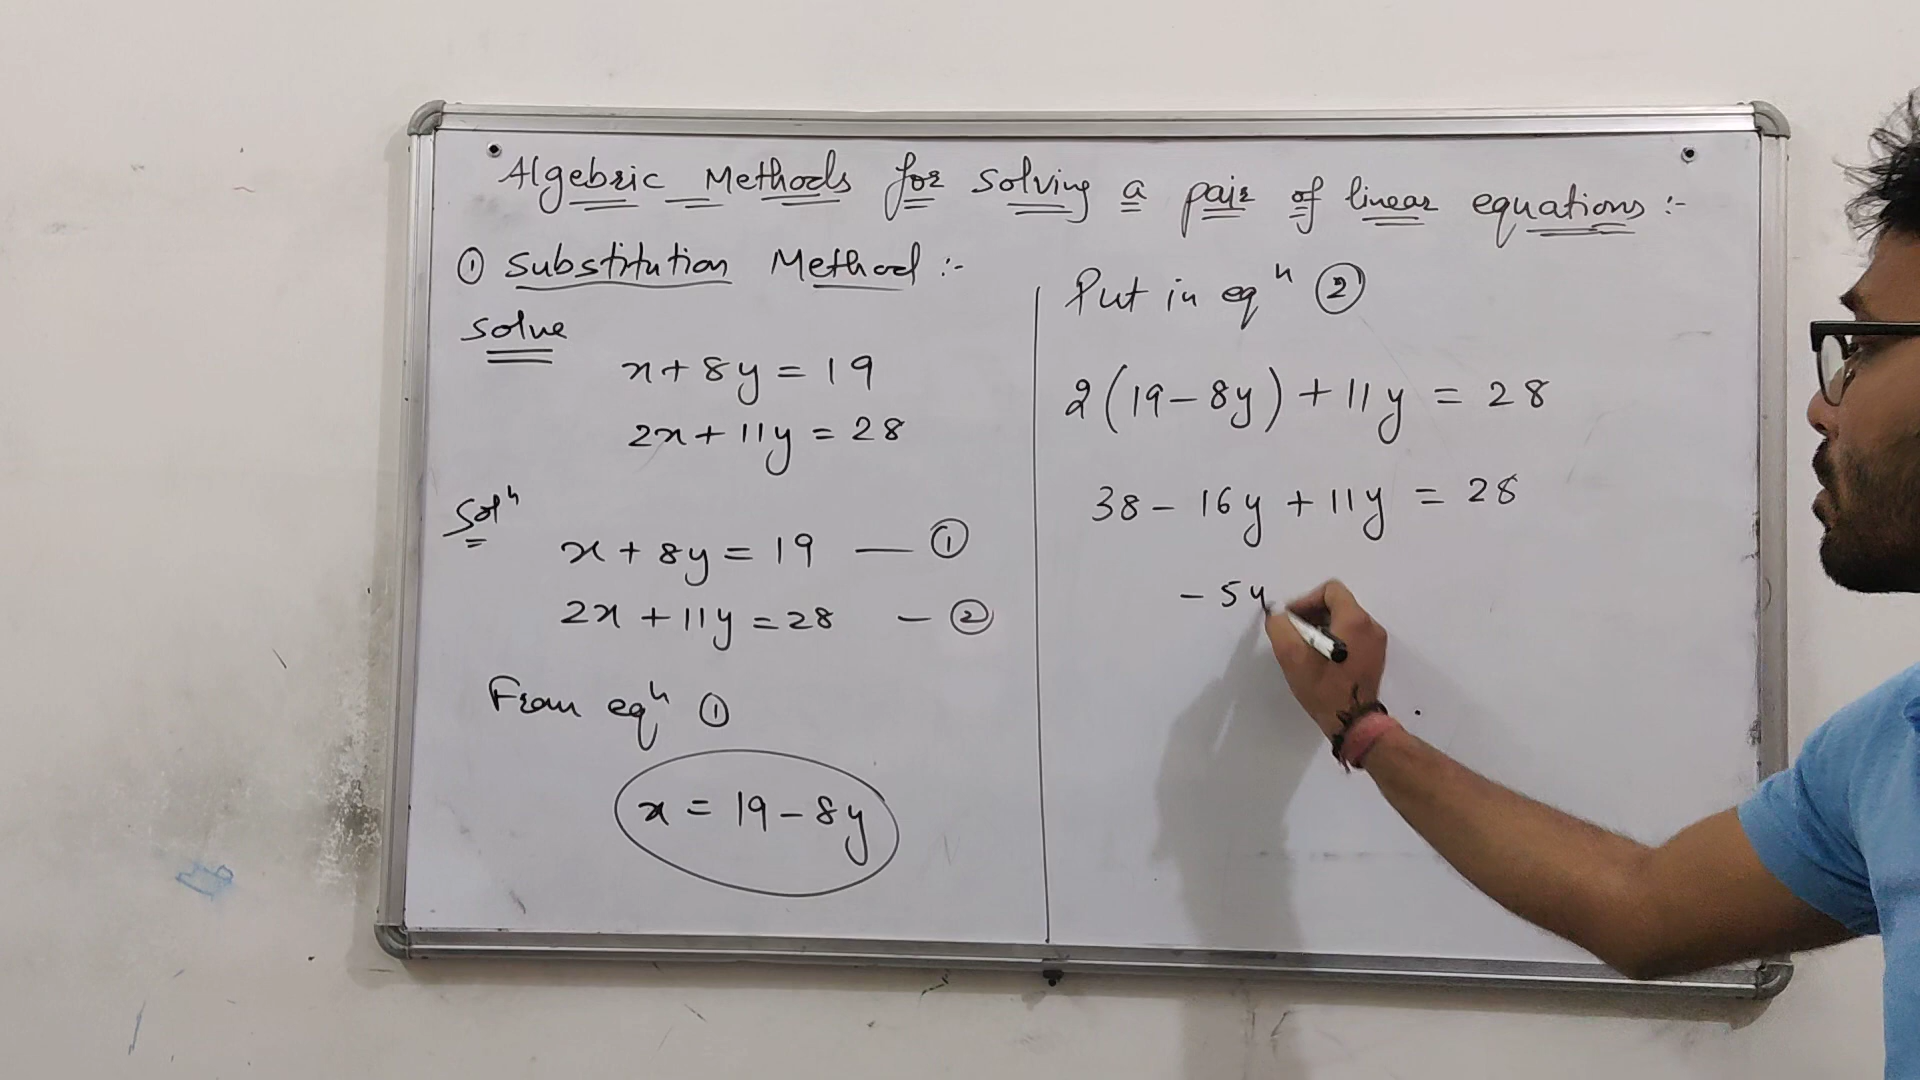 Algebric Methods for solving a pair of linear equations :-
① Substitution Method :-
Solve
x + 8y = 19
2x + 11y = 28
Solⁿ
x + 8y = 19 — ①
2x + 11y = 28 — ②
From eqⁿ ①
x = 19 - 8y
Put in eqⁿ ②
2(19 - 8y) + 11y = 28
38 - 16y + 11y = 28
- 5y